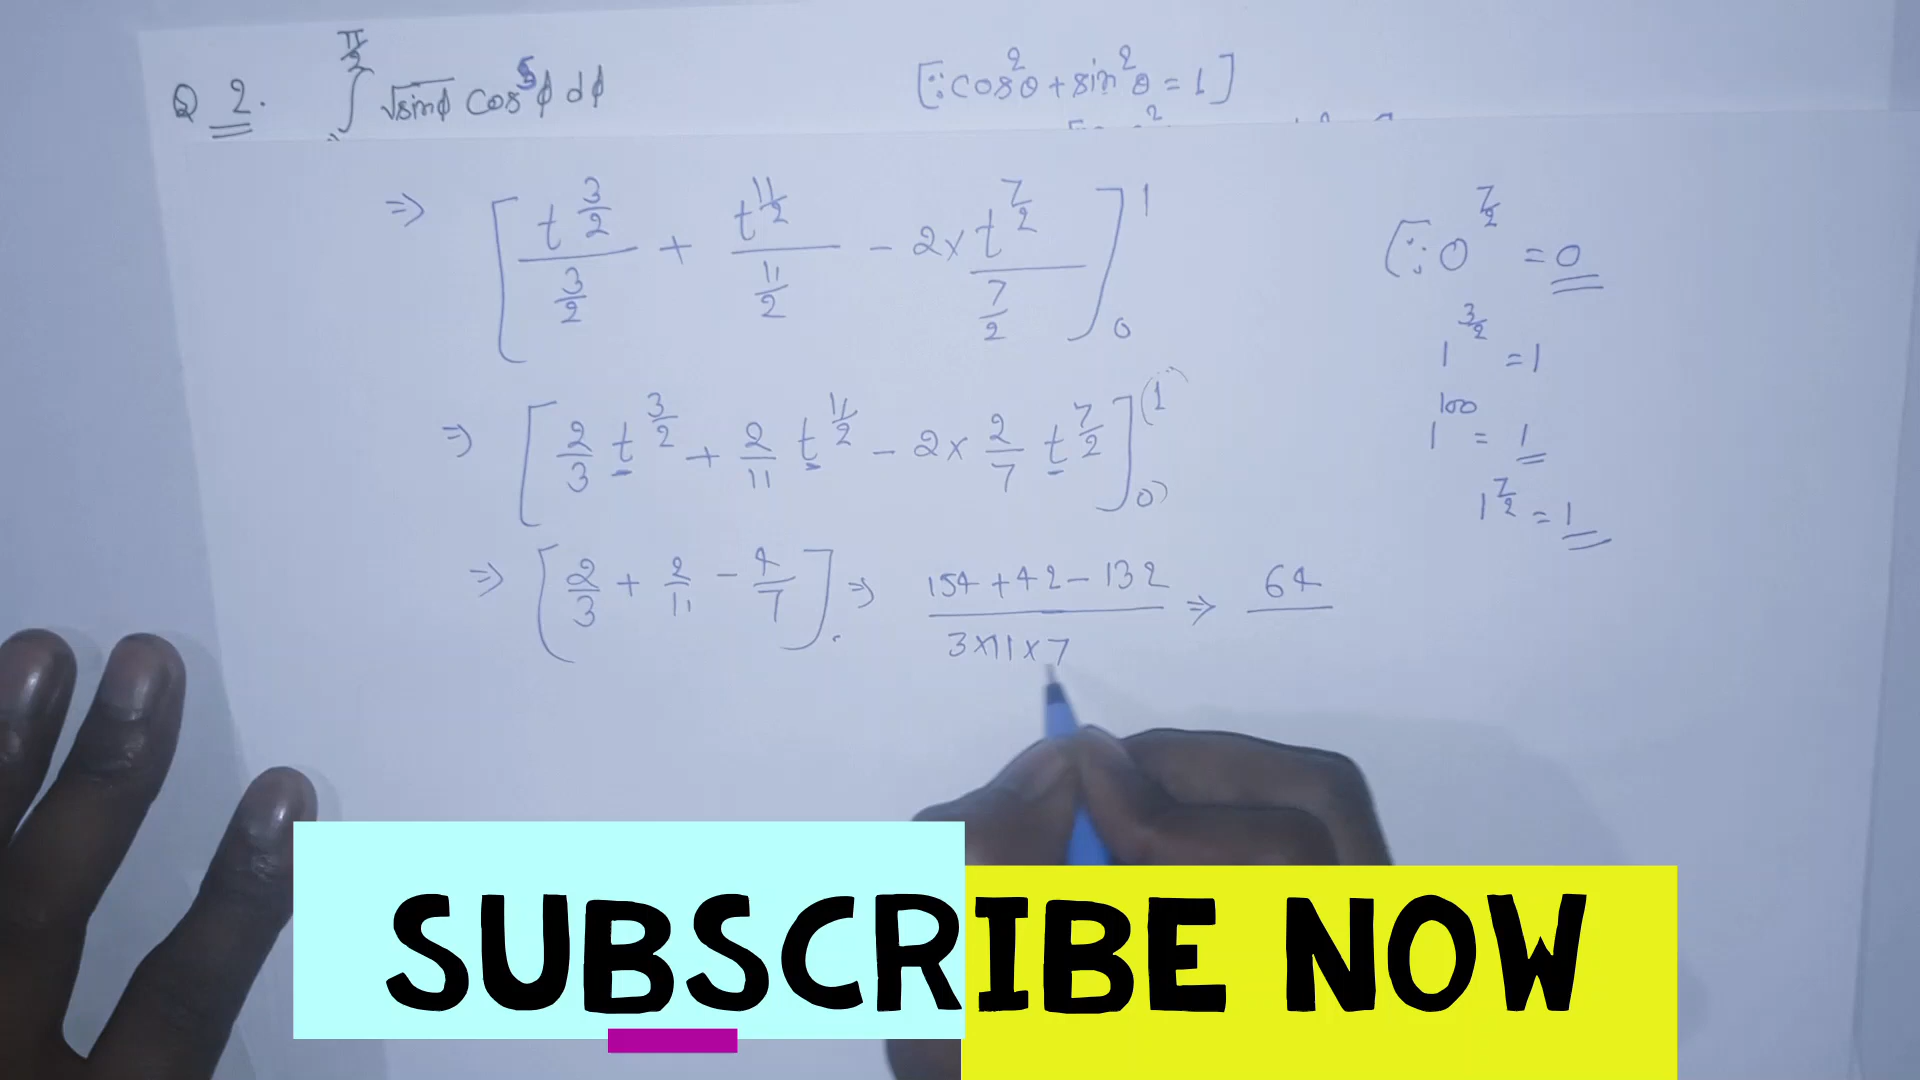 Q 2. ∫ π/2 √sinϕ cos⁵ϕ dϕ [∵ cos²θ + sin²θ = 1]
⇒ [ t^(3/2) / (3/2) + t^(11/2) / (11/2) - 2 × t^(7/2) / (7/2) ]₀¹
[∵ 0^(7/2) = 0
1^(3/2) = 1
⇒ [ 2/3 t^(3/2) + 2/11 t^(11/2) - 2 × 2/7 t^(7/2) ]₍₀₎⁽¹⁾
1^100 = 1
1^(7/2) = 1
⇒ [ 2/3 + 2/11 - 4/7 ]. ⇒ (154 + 42 - 132) / (3×11×7) ⇒ 64
SUBSCRIBE NOW